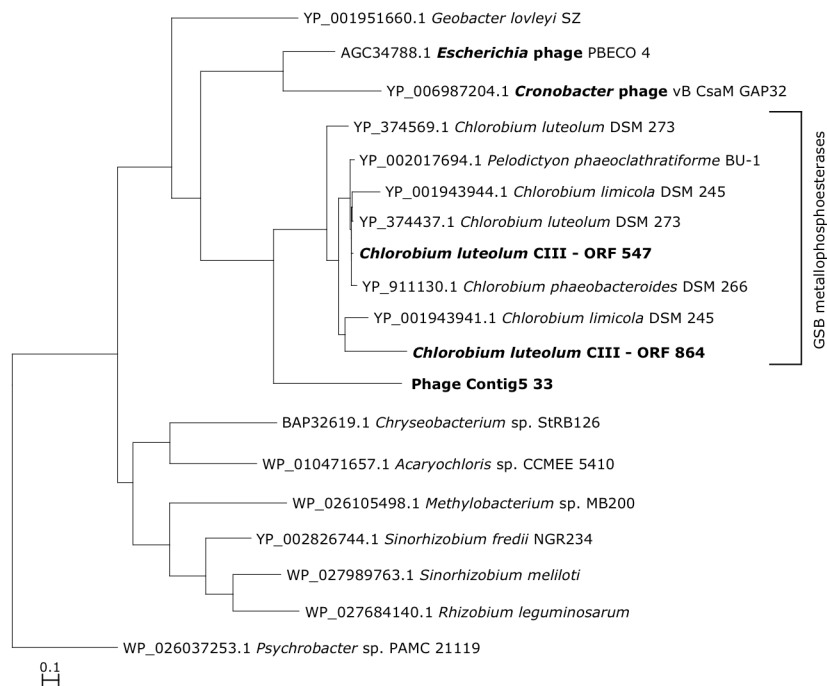 YP_001951660.1 Geobacter lovleyi SZ
AGC34788.1 Escherichia phage PBECO 4
YP_006987204.1 Cronobacter phage vB CsaM GAP32
YP_374569.1 Chlorobium luteolum DSM 273
YP_002017694.1 Pelodictyon phaeoclathratiforme BU-1
YP_001943944.1 Chlorobium limicola DSM 245
YP_374437.1 Chlorobium luteolum DSM 273
Chlorobium luteolum CIII - ORF 547
YP_911130.1 Chlorobium phaeobacteroides DSM 266
YP_001943941.1 Chlorobium limicola DSM 245
Chlorobium luteolum CIII - ORF 864
GSB metallophosphoesterases
Phage Contig5 33
BAP32619.1 Chryseobacterium sp. StRB126
WP_010471657.1 Acaryochloris sp. CCMEE 5410
WP_026105498.1 Methylobacterium sp. MB200
YP_002826744.1 Sinorhizobium fredii NGR234
WP_027989763.1 Sinorhizobium meliloti
WP_027684140.1 Rhizobium leguminosarum
WP_026037253.1 Psychrobacter sp. PAMC 21119
0.1